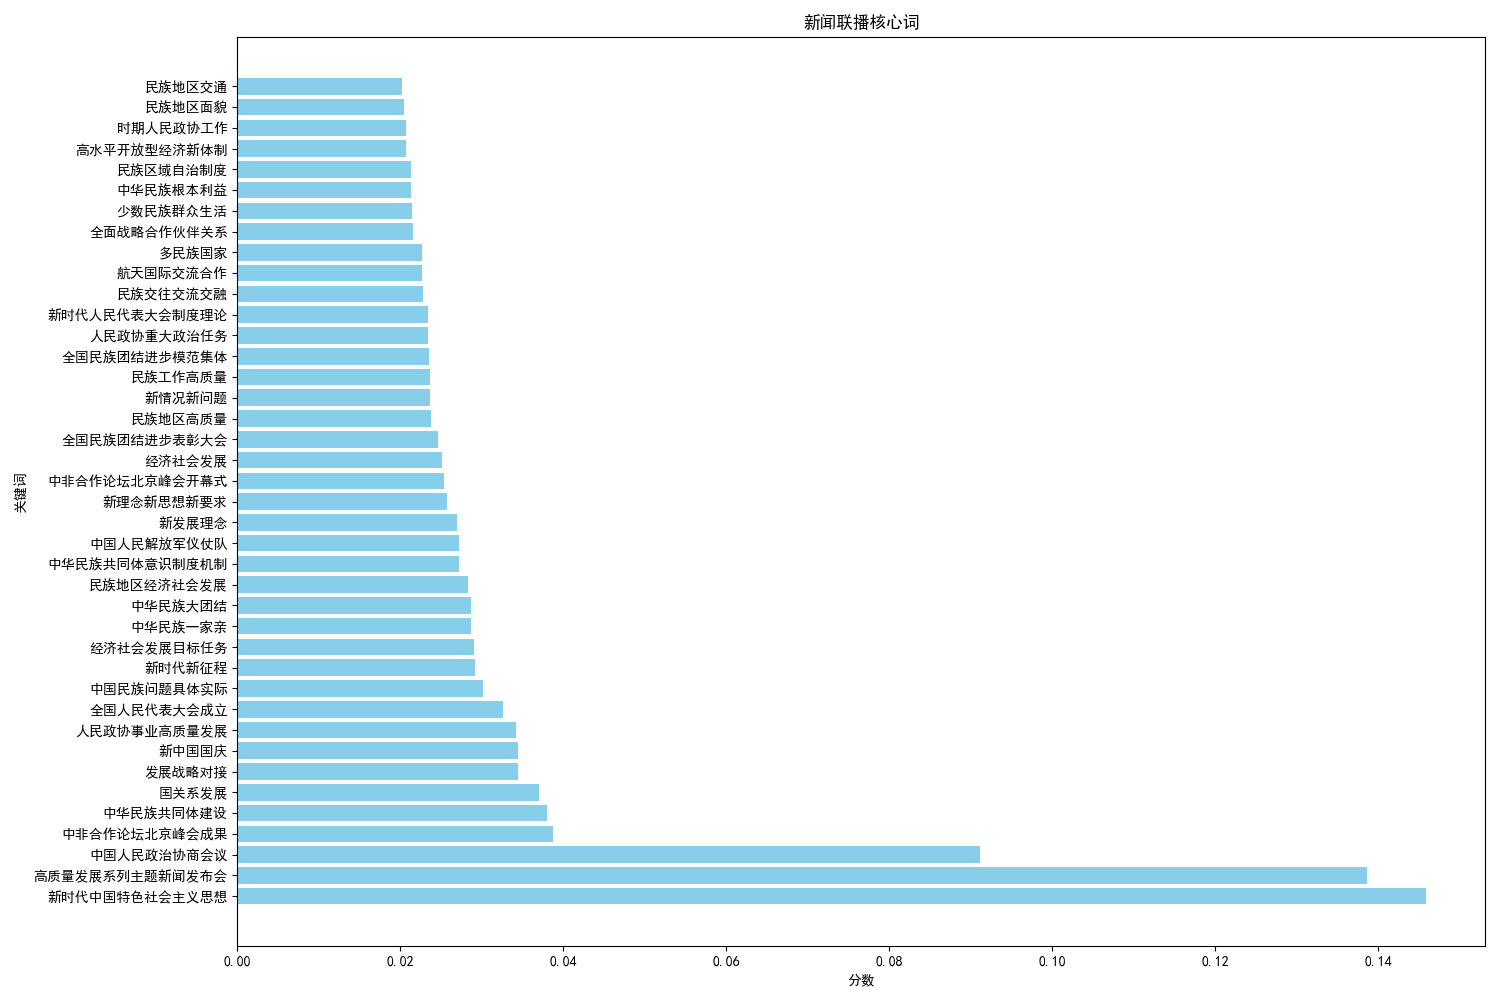 新闻联播核心词
关键词
民族地区交通
民族地区面貌
时期人民政协工作
高水平开放型经济新体制
民族区域自治制度
中华民族根本利益
少数民族群众生活
全面战略合作伙伴关系
多民族国家
航天国际交流合作
民族交往交流交融
新时代人民代表大会制度理论
人民政协重大政治任务
全国民族团结进步模范集体
民族工作高质量
新情况新问题
民族地区高质量
全国民族团结进步表彰大会
经济社会发展
中非合作论坛北京峰会开幕式
新理念新思想新要求
新发展理念
中国人民解放军仪仗队
中华民族共同体意识制度机制
民族地区经济社会发展
中华民族大团结
中华民族一家亲
经济社会发展目标任务
新时代新征程
中国民族问题具体实际
全国人民代表大会成立
人民政协事业高质量发展
新中国国庆
发展战略对接
国关系发展
中华民族共同体建设
中非合作论坛北京峰会成果
中国人民政治协商会议
高质量发展系列主题新闻发布会
新时代中国特色社会主义思想
0.00 0.02 0.04 0.06 0.08 0.10 0.12 0.14
分数